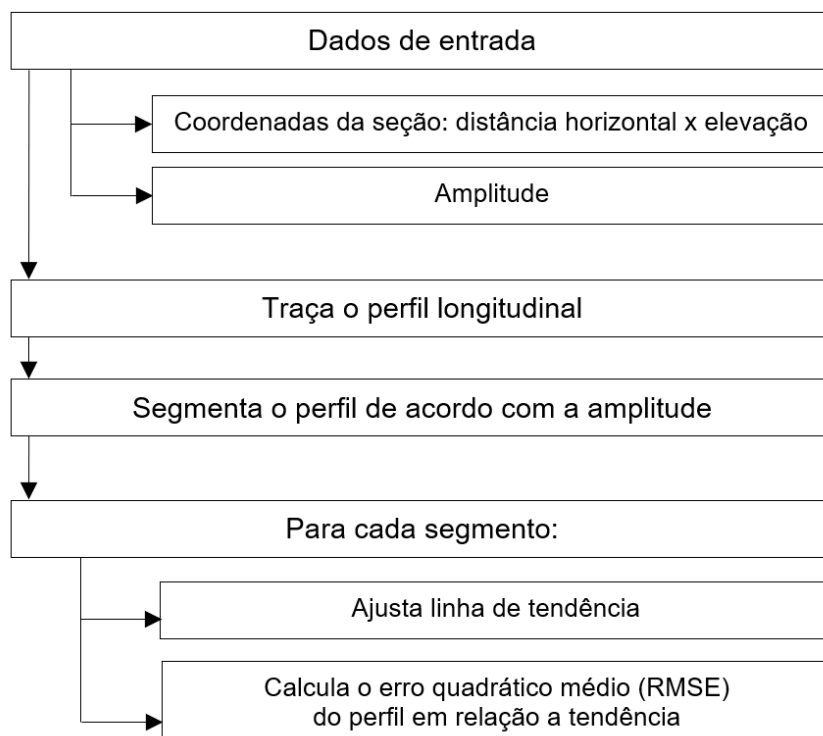 Dados de entrada
Coordenadas da seção: distância horizontal x elevação
Amplitude
Traça o perfil longitudinal
Segmenta o perfil de acordo com a amplitude
Para cada segmento:
Ajusta linha de tendência
Calcula o erro quadrático médio (RMSE)
do perfil em relação a tendência